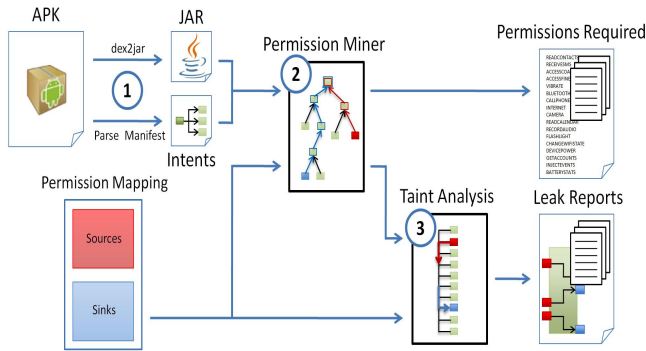 APK
JAR
dex2jar
1
Parse Manifest
Intents
Permission Miner
2
Permissions Required
READCONTACTS
RECEIVESMS
ACCESSCOA
ACCESSFINE
VIBRATE
BLUETOOTH
CALLPHONE
INTERNET
CAMERA
READCALENDAR
RECORDAUDIO
FLASHLIGHT
CHANGEWIFISTATE
DEVICEPOWER
GETACCOUNTS
INJECTEVENTS
BATTERYSTATS
Permission Mapping
Sources
Sinks
Taint Analysis
3
Leak Reports